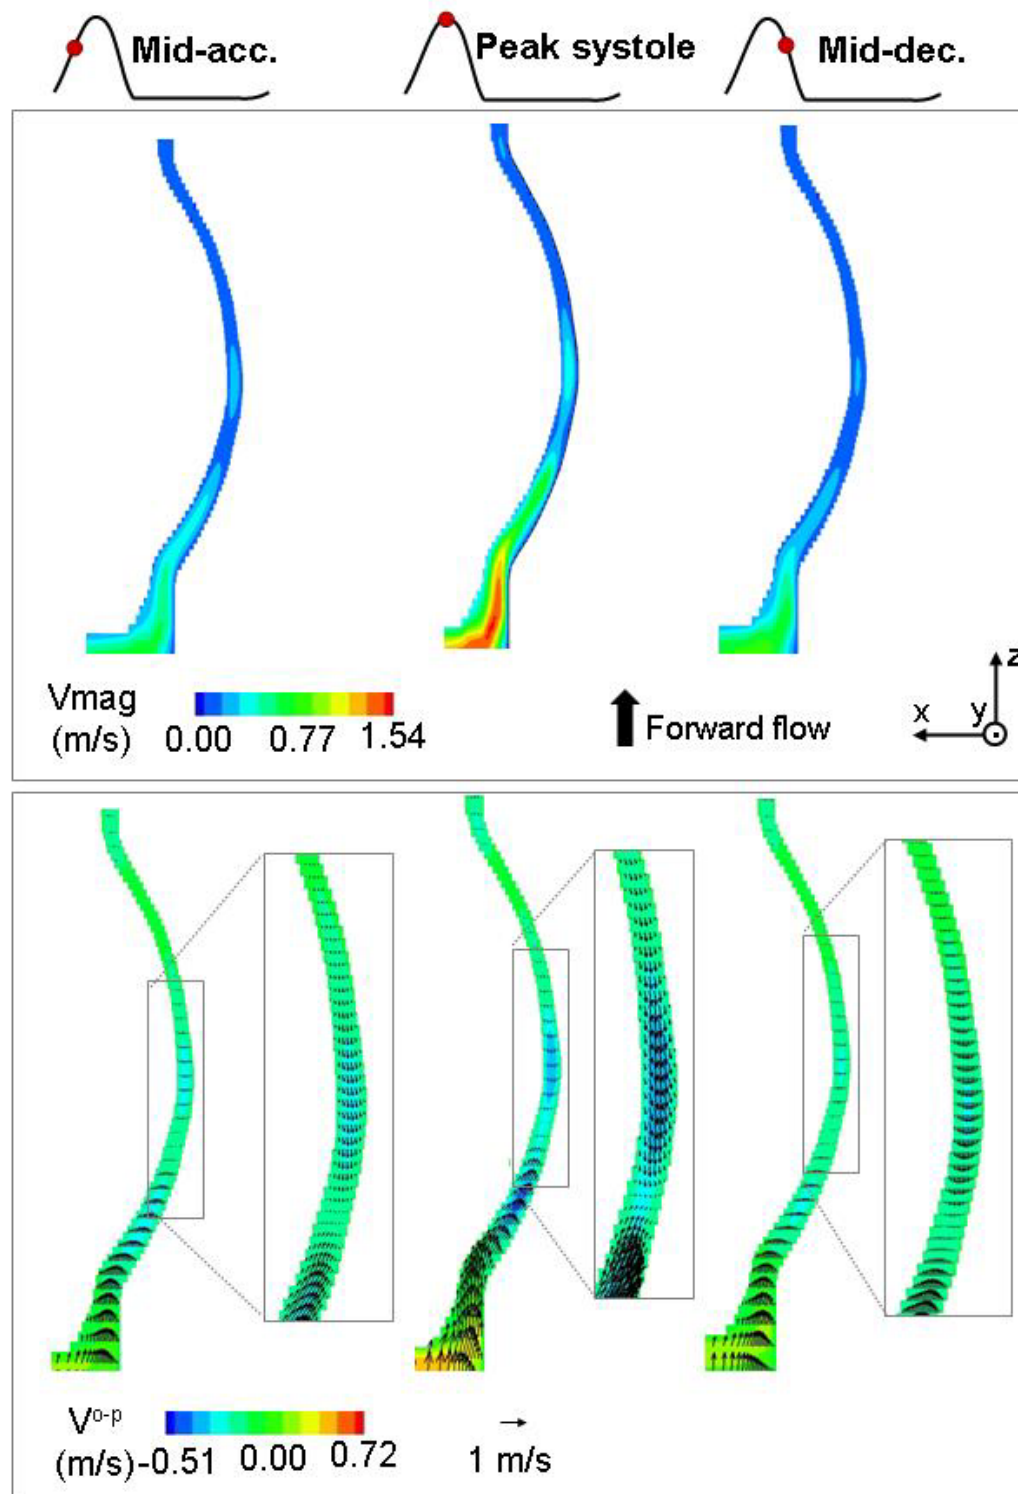 Mid-acc.
Peak systole
Mid-dec.
Vmag
(m/s)
0.00
0.77
1.54
Forward flow
z
x
y
V^o-p
(m/s)
-0.51
0.00
0.72
1 m/s